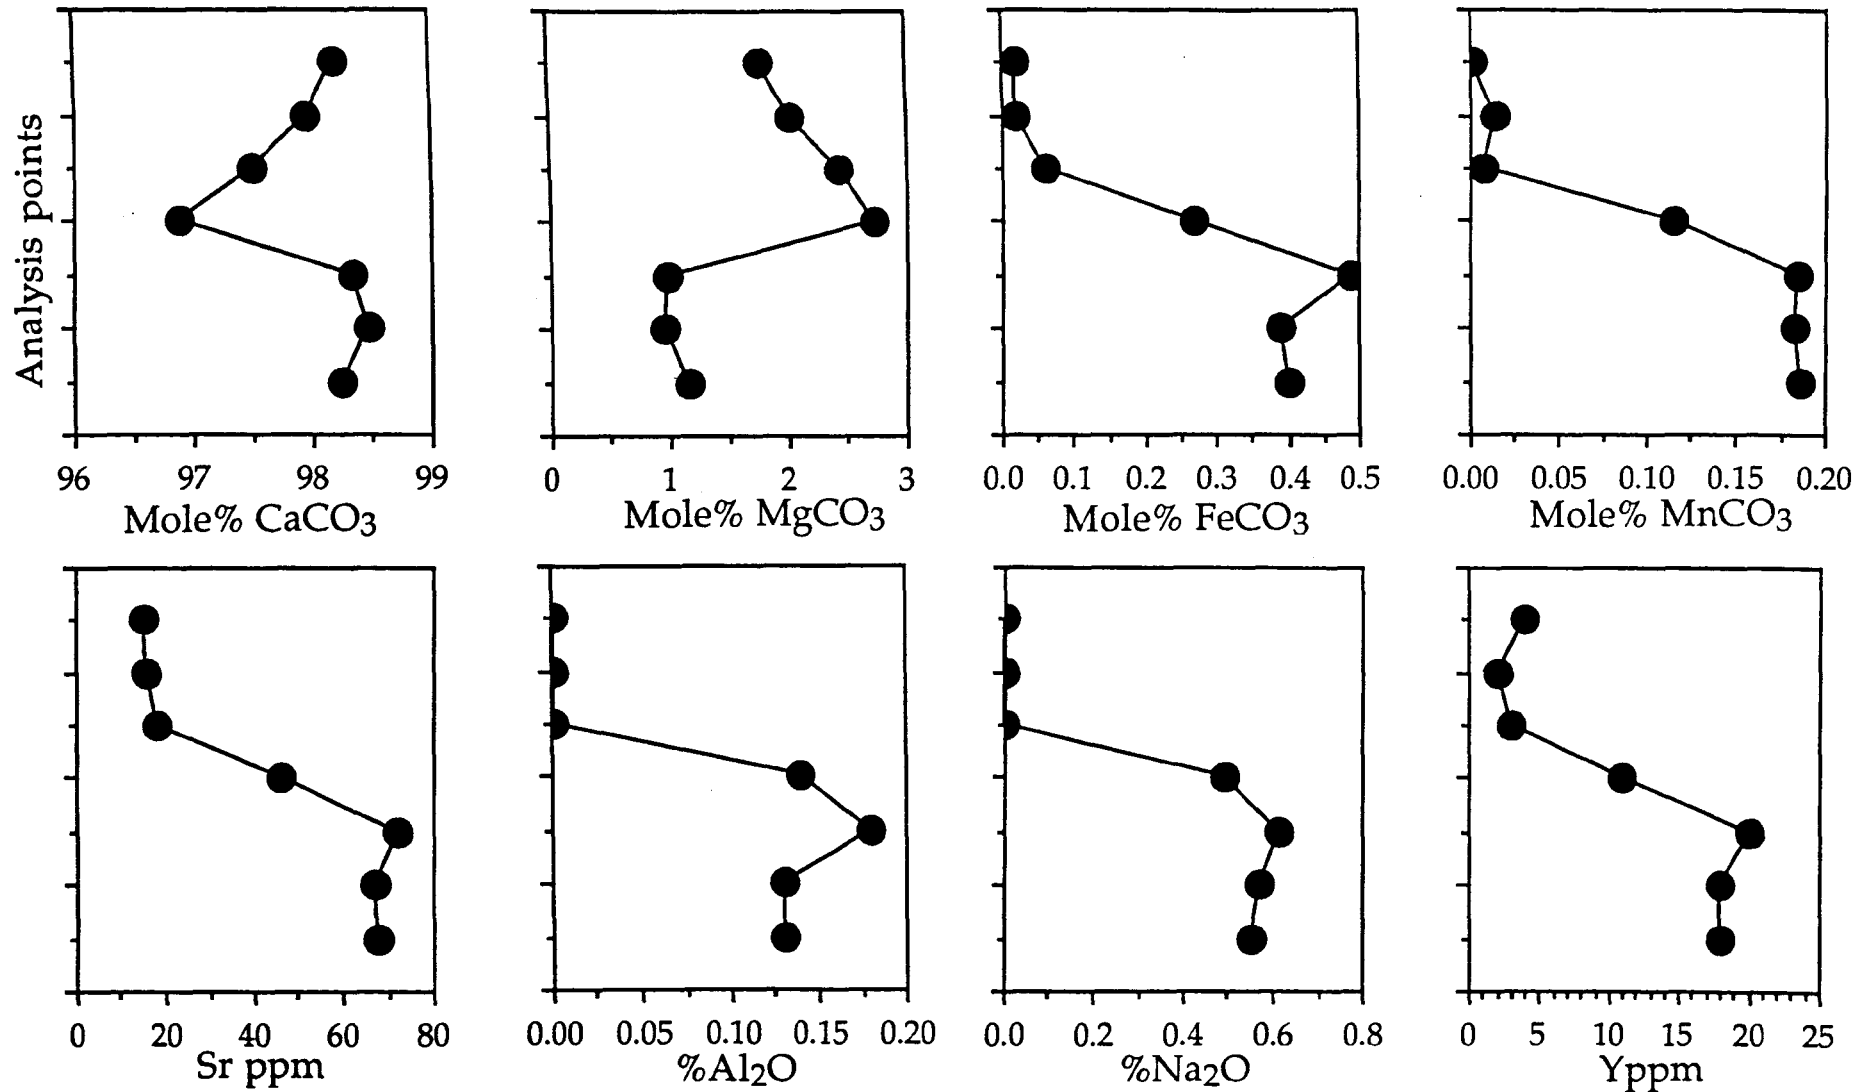 Analysis points
96 97 98 99
Mole% CaCO3
0 1 2 3
Mole% MgCO3
0.0 0.1 0.2 0.3 0.4 0.5
Mole% FeCO3
0.00 0.05 0.10 0.15 0.20
Mole% MnCO3
0 20 40 60 80
Sr ppm
0.00 0.05 0.10 0.15 0.20
%Al2O
0.0 0.2 0.4 0.6 0.8
%Na2O
0 5 10 15 20 25
Yppm